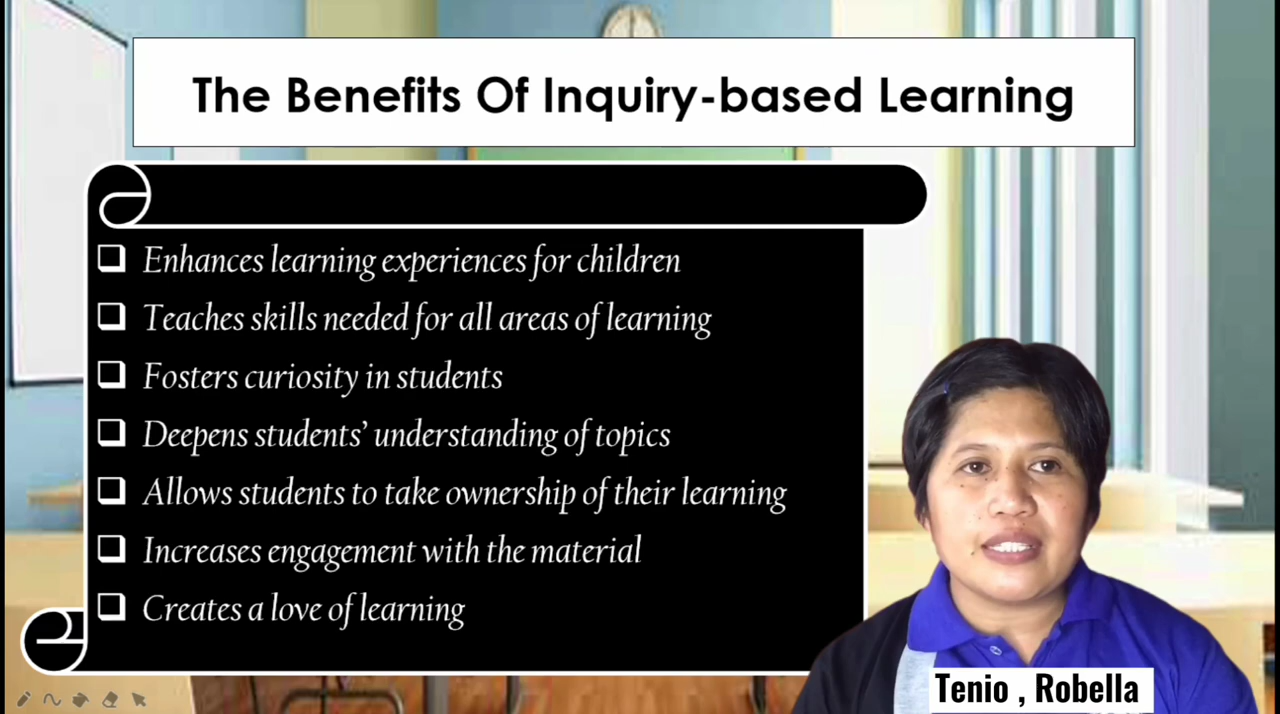 The Benefits Of Inquiry-based Learning
Enhances learning experiences for children
Teaches skills needed for all areas of learning
Fosters curiosity in students
Deepens students’ understanding of topics
Allows students to take ownership of their learning
Increases engagement with the material
Creates a love of learning
Tenio , Robella